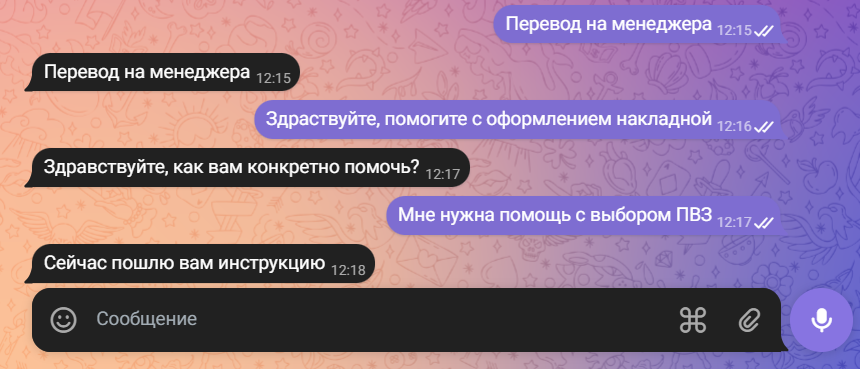 Перевод на менеджера 12:15
Перевод на менеджера 12:15
Здраствуйте, помогите с оформлением накладной 12:16
Здравствуйте, как вам конкретно помочь? 12:17
Мне нужна помощь с выбором ПВЗ 12:17
Сейчас пошлю вам инструкцию 12:18
Сообщение